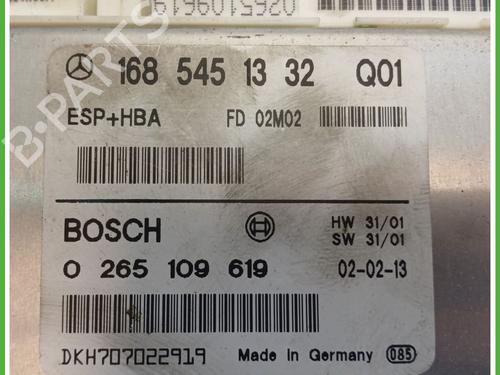 0265109619
168 545 13 32 Q01
ESP+HBA FD 02M02
BOSCH HW 31/01
SW 31/01
0 265 109 619 02-02-13
DKH707022919 Made in Germany 085
B-PARTS